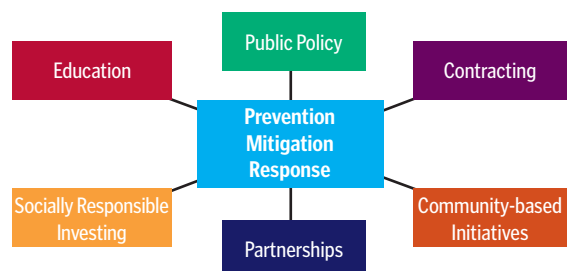 Public Policy
Education
Contracting
Prevention
Mitigation
Response
Socially Responsible
Investing
Community-based
Initiatives
Partnerships